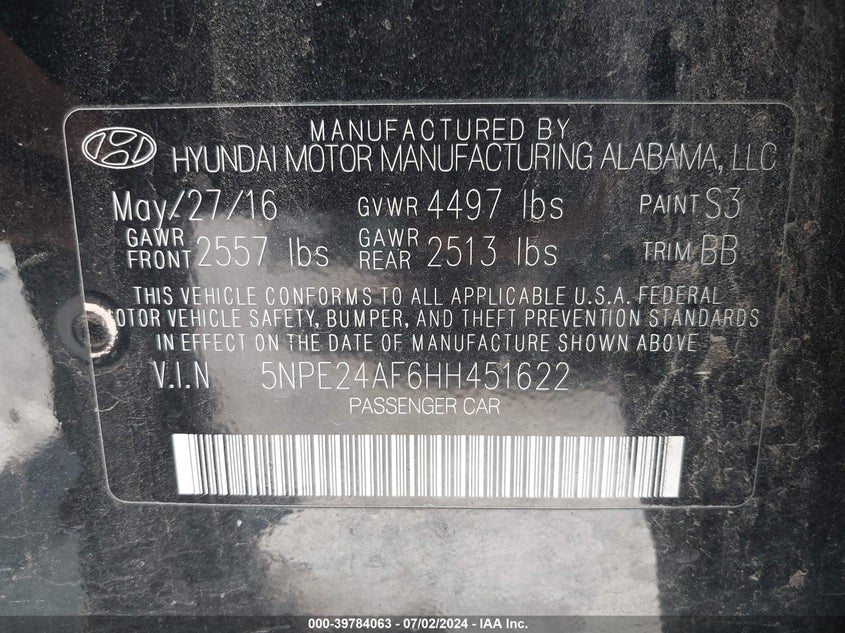 MANUFACTURED BY
HYUNDAI MOTOR MANUFACTURING ALABAMA, LLC
May/27/16 GVWR 4497 lbs PAINT S3
GAWR FRONT 2557 lbs GAWR REAR 2513 lbs TRIM BB
THIS VEHICLE CONFORMS TO ALL APPLICABLE U.S.A. FEDERAL
MOTOR VEHICLE SAFETY, BUMPER, AND THEFT PREVENTION STANDARDS
IN EFFECT ON THE DATE OF MANUFACTURE SHOWN ABOVE
V.I.N 5NPE24AF6HH451622
PASSENGER CAR
000-39784063 - 07/02/2024 - IAA Inc.